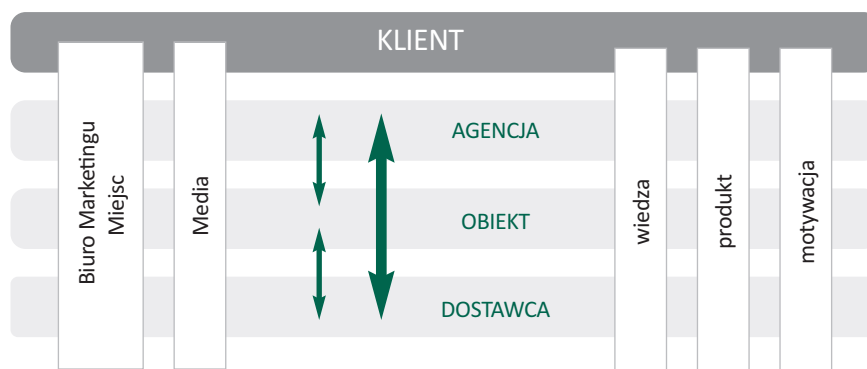 KLIENT
Biuro Marketingu
Miejsc
Media
AGENCJA
OBIEKT
DOSTAWCA
wiedza
produkt
motywacja